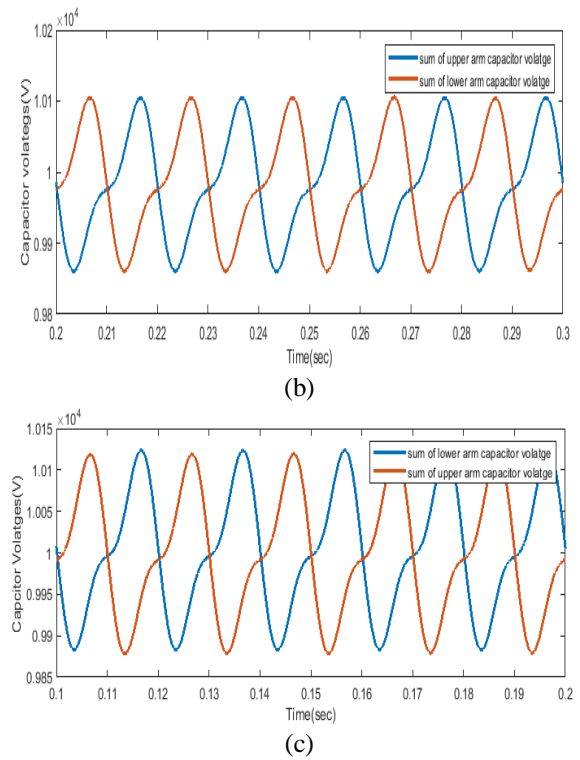 ×10⁴
1.02
1.01
1
0.99
0.98
Capacitor volategs(V)
sum of upper arm capacitor volatge
sum of lower arm capacitor volatge
0.2 0.21 0.22 0.23 0.24 0.25 0.26 0.27 0.28 0.29 0.3
Time(sec)
(b)
×10⁴
1.015
1.01
1.005
1
0.995
0.99
0.985
Capcitor Volatges(V)
sum of lower arm capacitor volatge
sum of upper arm capacitor volatge
0.1 0.11 0.12 0.13 0.14 0.15 0.16 0.17 0.18 0.19 0.2
Time(sec)
(c)